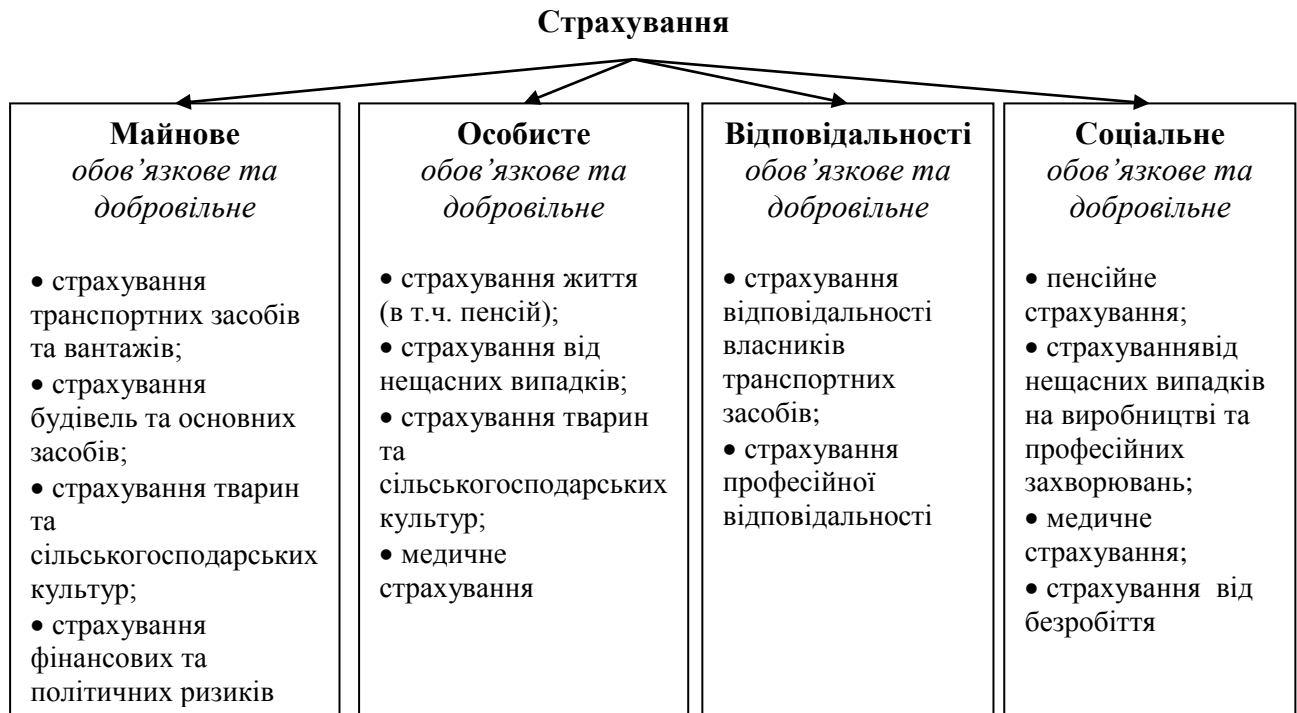 Страхування
Майнове
обов’язкове та
добровільне
• страхування
транспортних засобів
та вантажів;
• страхування
будівель та основних
засобів;
• страхування тварин
та
сільськогосподарських
культур;
• страхування
фінансових та
політичних ризиків
Особисте
обов’язкове та
добровільне
• страхування життя
(в т.ч. пенсій);
• страхування від
нещасних випадків;
• страхування тварин
та
сільськогосподарських
культур;
• медичне
страхування
Відповідальності
обов’язкове та
добровільне
• страхування
відповідальності
власників
транспортних
засобів;
• страхування
професійної
відповідальності
Соціальне
обов’язкове та
добровільне
• пенсійне
страхування;
• страхуваннявід
нещасних випадків
на виробництві та
професійних
захворювань;
• медичне
страхування;
• страхування від
безробіття